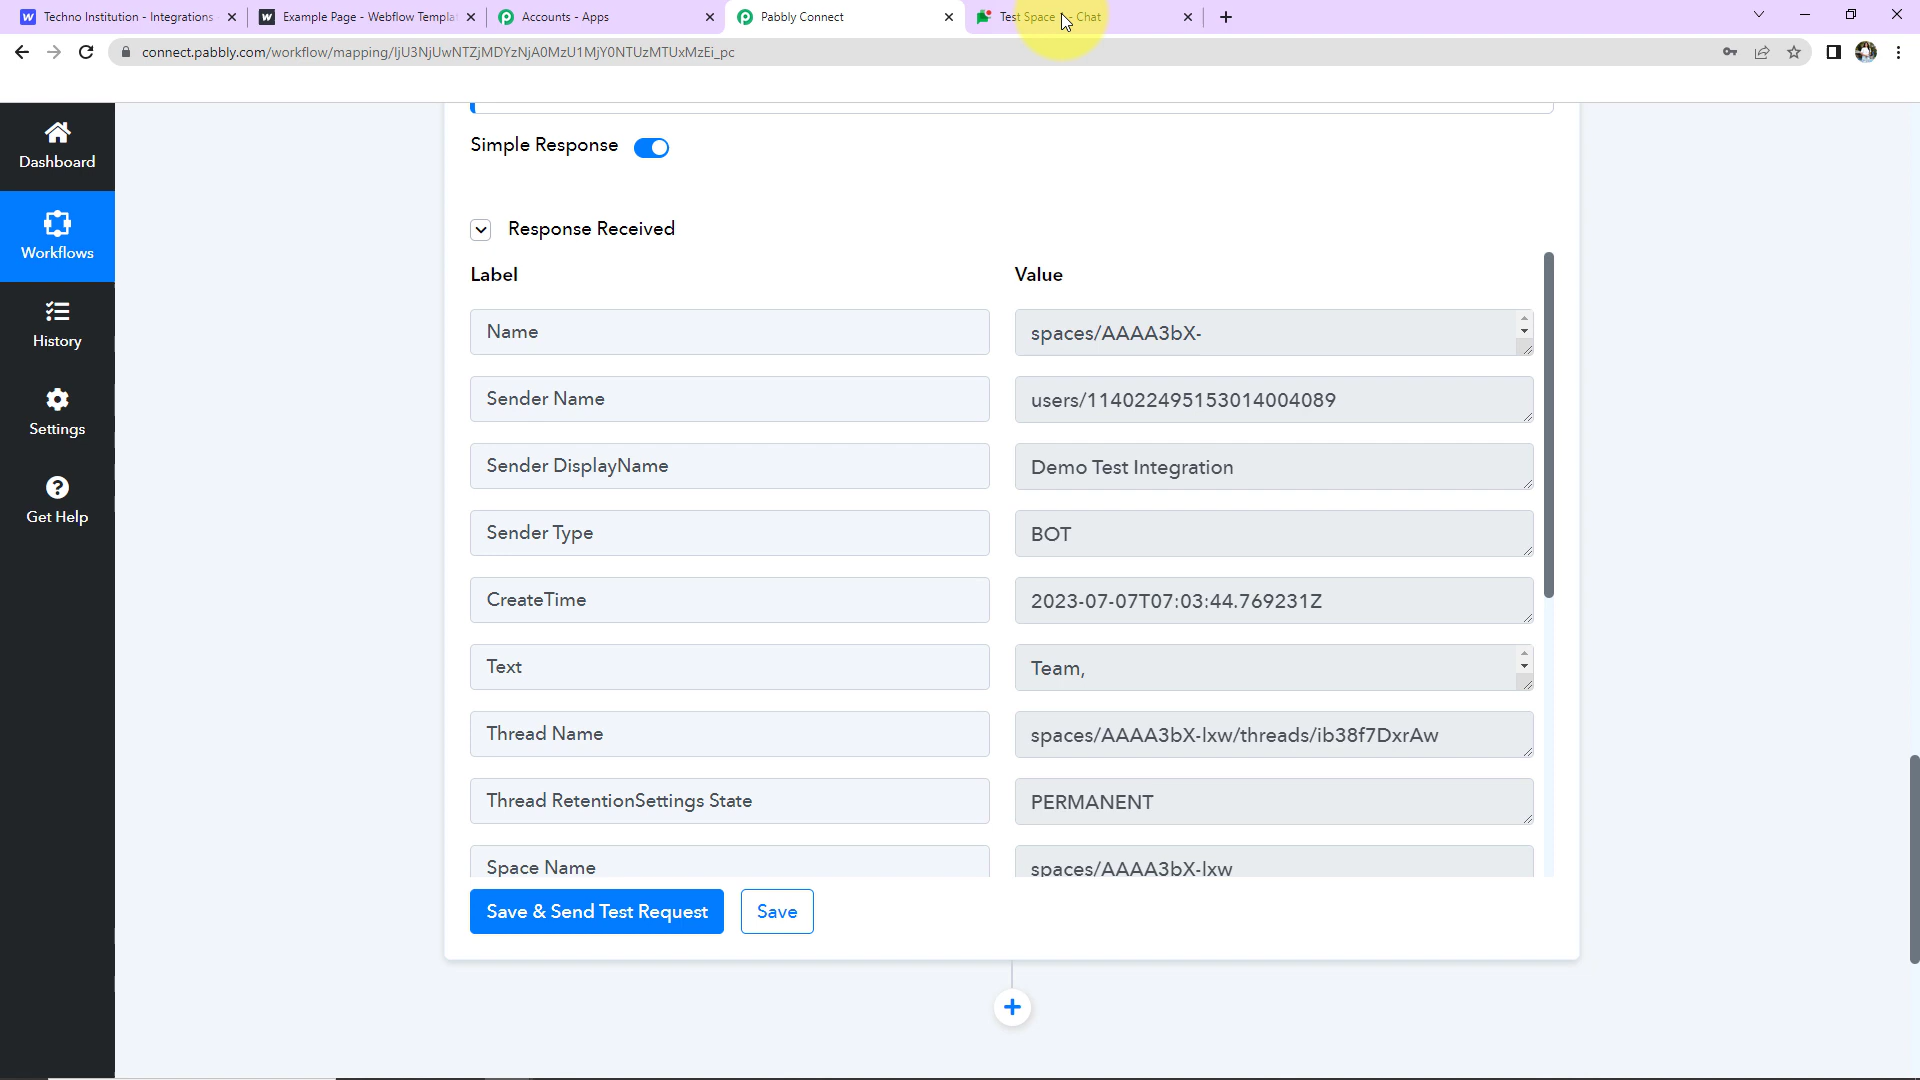 Techno Institution - Integrations
Example Page - Webflow Templat
Accounts - Apps
Pabbly Connect
Test Space - Chat
connect.pabbly.com/workflow/mapping/IjU3NjUwNTZjMDYzNjA0MzU1MjY0NTUzMTUxMzEi_pc
Dashboard
Workflows
History
Settings
Get Help
Simple Response
Response Received
Label Value
Name spaces/AAAA3bX-
Sender Name users/114022495153014004089
Sender DisplayName Demo Test Integration
Sender Type BOT
CreateTime 2023-07-07T07:03:44.769231Z
Text Team,
Thread Name spaces/AAAA3bX-lxw/threads/ib38f7DxrAw
Thread RetentionSettings State PERMANENT
Space Name spaces/AAAA3bX-lxw
Save & Send Test Request Save